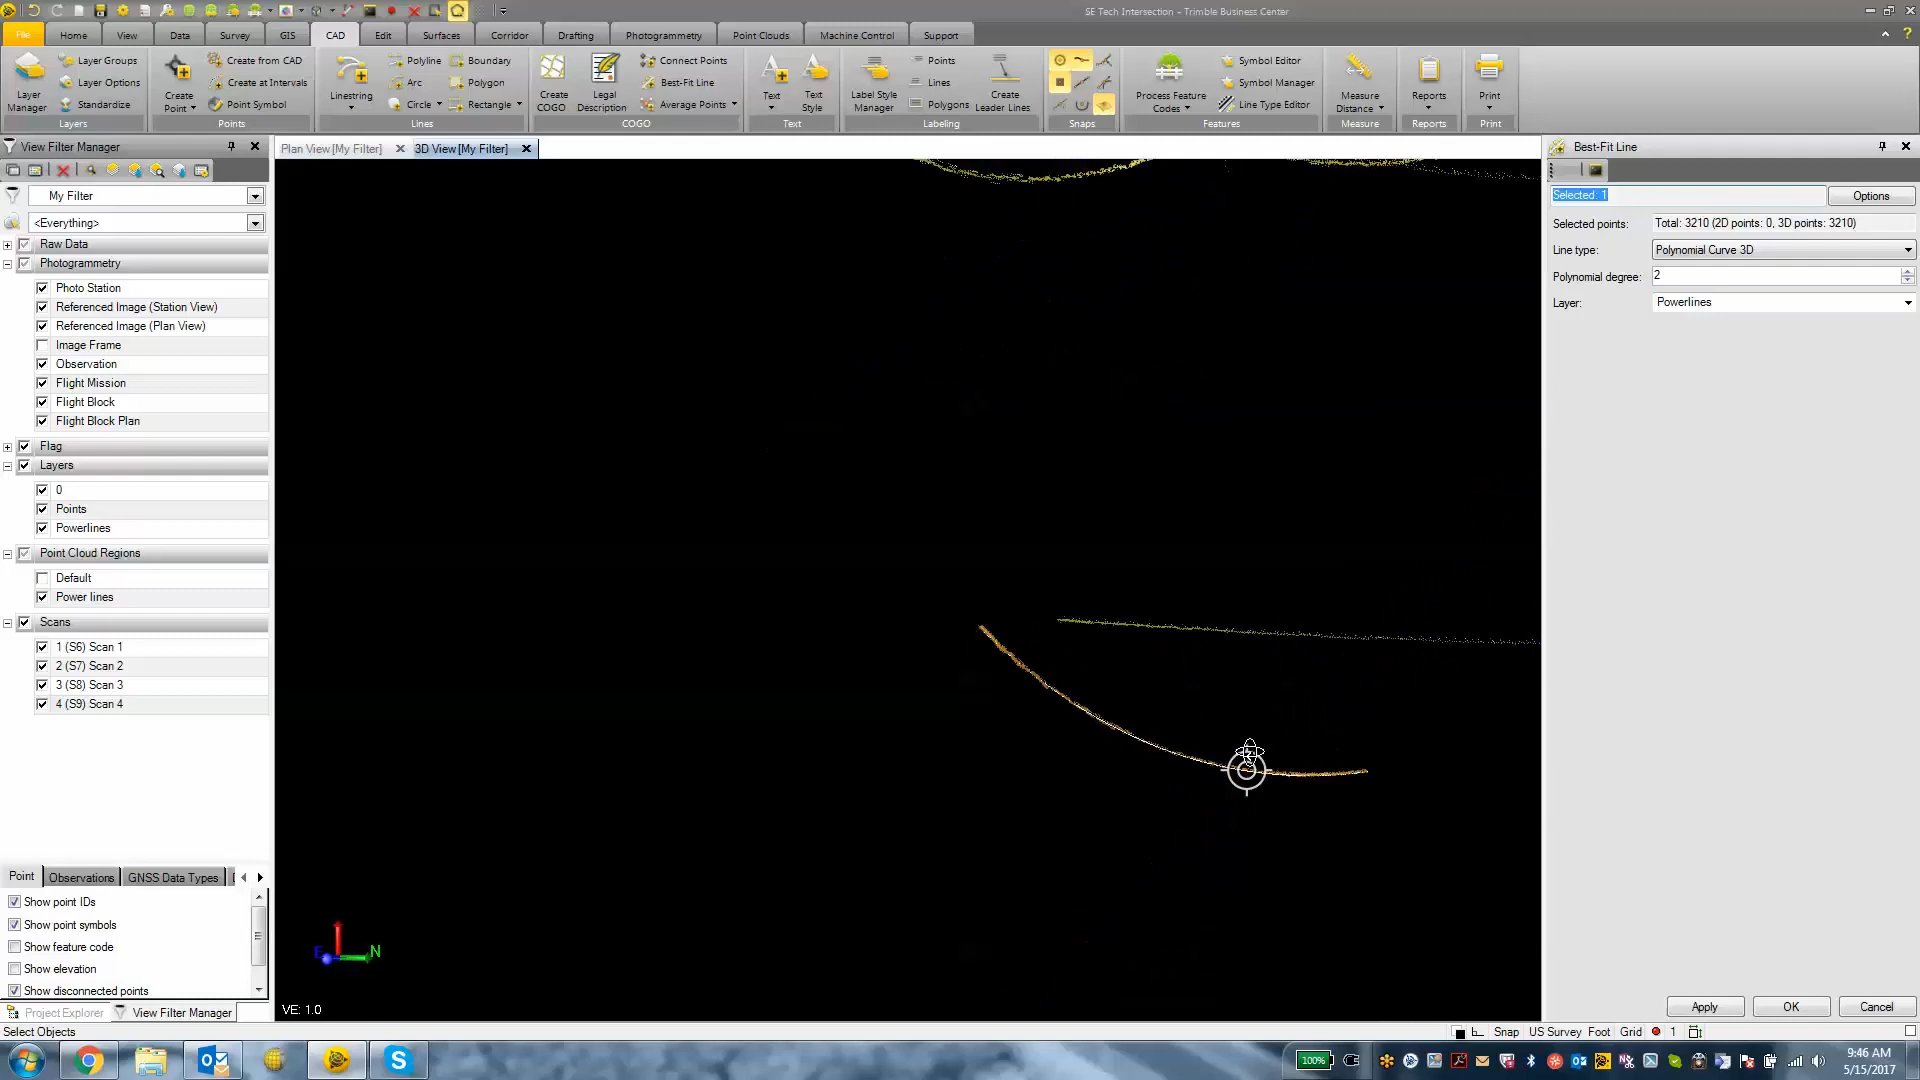 SE Tech Intersection - Trimble Business Center
File Home View Data Survey GIS CAD Edit Surfaces Corridor Drafting Photogrammetry Point Clouds Machine Control Support
Layer Manager
Layer Groups
Layer Options
Standardize
Layers
Create Point
Create from CAD
Create at Intervals
Point Symbol
Points
Linestring
Polyline
Arc
Circle
Boundary
Polygon
Rectangle
Lines
Create COGO
Legal Description
Connect Points
Best-Fit Line
Average Points
COGO
Text
Text Style
Text
Label Style Manager
Points
Lines
Polygons
Create Leader Lines
Labeling
Snaps
Process Feature Codes
Symbol Editor
Symbol Manager
Line Type Editor
Features
Measure Distance
Measure
Reports
Reports
Print
Print
View Filter Manager
My Filter
<Everything>
Raw Data
Photogrammetry
Photo Station
Referenced Image (Station View)
Referenced Image (Plan View)
Image Frame
Observation
Flight Mission
Flight Block
Flight Block Plan
Flag
Layers
0
Points
Powerlines
Point Cloud Regions
Default
Power lines
Scans
1 (S6) Scan 1
2 (S7) Scan 2
3 (S8) Scan 3
4 (S9) Scan 4
Point Observations GNSS Data Types
Show point IDs
Show point symbols
Show feature code
Show elevation
Show disconnected points
Project Explorer View Filter Manager
Select Objects
Plan View [My Filter] 3D View [My Filter]
E N
VE: 1.0
Best-Fit Line
Selected: 1 Options
Selected points: Total: 3210 (2D points: 0, 3D points: 3210)
Line type: Polynomial Curve 3D
Polynomial degree: 2
Layer: Powerlines
Apply OK Cancel
Snap US Survey Foot Grid 1
100%
9:46 AM
5/15/2017